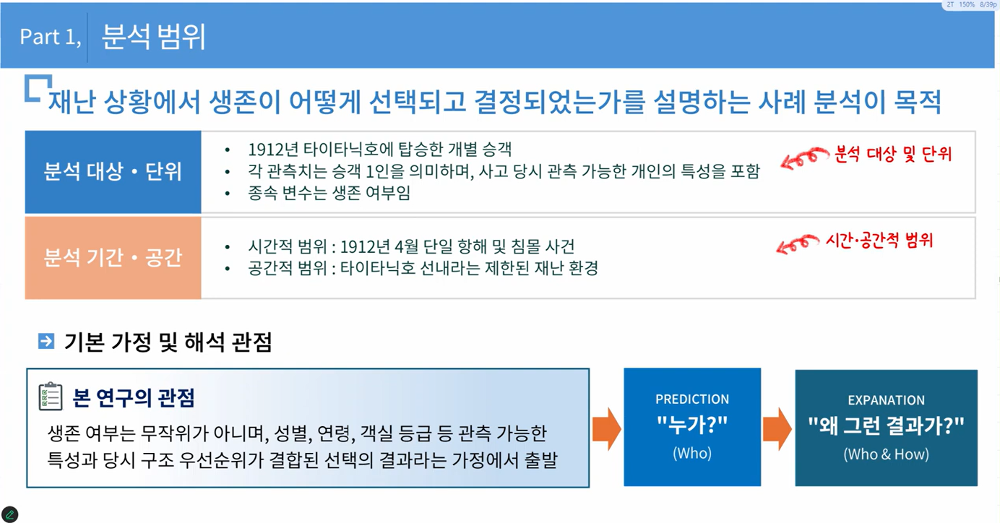 2T 150% 8/39p
Part 1, 분석 범위
재난 상황에서 생존이 어떻게 선택되고 결정되었는가를 설명하는 사례 분석이 목적
분석 대상・단위
• 1912년 타이타닉호에 탑승한 개별 승객
• 각 관측치는 승객 1인을 의미하며, 사고 당시 관측 가능한 개인의 특성을 포함
• 종속 변수는 생존 여부임
분석 대상 및 단위
분석 기간・공간
• 시간적 범위 : 1912년 4월 단일 항해 및 침몰 사건
• 공간적 범위 : 타이타닉호 선내라는 제한된 재난 환경
시간·공간적 범위
기본 가정 및 해석 관점
본 연구의 관점
생존 여부는 무작위가 아니며, 성별, 연령, 객실 등급 등 관측 가능한
특성과 당시 구조 우선순위가 결합된 선택의 결과라는 가정에서 출발
PREDICTION
"누가?"
(Who)
EXPANATION
"왜 그런 결과가?"
(Who & How)